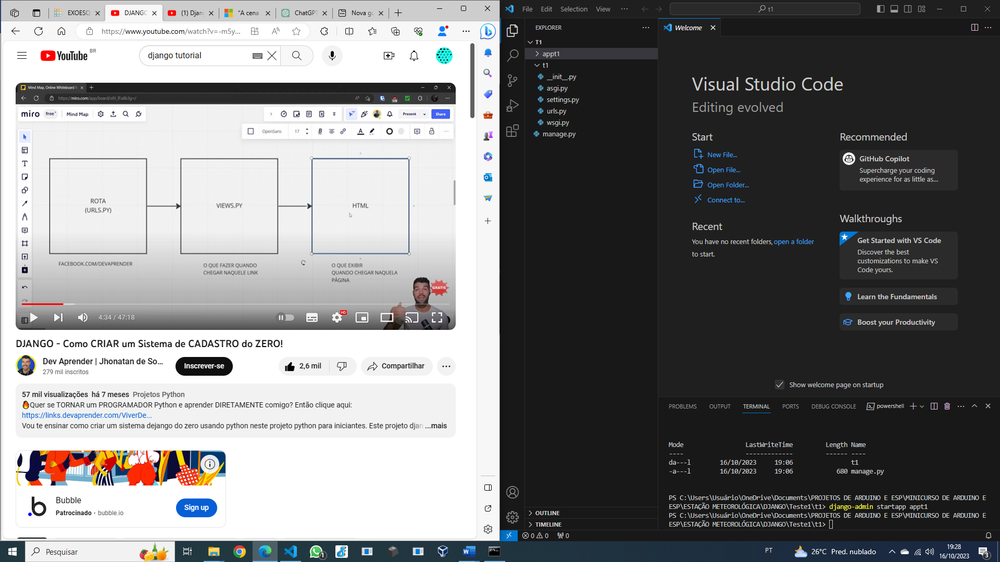 EXOESQ
DJANGO
(1) Djan
"A cena
ChatGPT
Nova gu
https://www.youtube.com/watch?v=-m5y...
YouTube BR
django tutorial
Mind Map, Online Whiteboard
miro free Mind Map
Present
Share
OpenSans 17
ROTA
(URLS.PY)
VIEWS.PY
HTML
FACEBOOK.COM/DEVAPRENDER
O QUE FAZER QUANDO
CHEGAR NAQUELE LINK
O QUE EXIBIR
QUANDO CHEGAR NAQUELA
PÁGINA
GRATIS
4:34 / 47:18
HD
DJANGO - Como CRIAR um Sistema de CADASTRO do ZERO!
Dev Aprender | Jhonatan de So...
279 mil inscritos
Inscrever-se
2,6 mil
Compartilhar
57 mil visualizações há 7 meses Projetos Python
🔥Quer se TORNAR um PROGRAMADOR Python e aprender DIRETAMENTE comigo? Então clique aqui:
https://links.devaprender.com/ViverDe...
Vou te ensinar como criar um sistema dejango do zero usando python neste projeto python para iniciantes. Este projeto djan ...mais
Bubble
Patrocinado · bubble.io
Sign up
File Edit Selection View ···
t1
EXPLORER
T1
appt1
t1
__init__.py
asgi.py
settings.py
urls.py
wsgi.py
manage.py
OUTLINE
TIMELINE
Welcome
Visual Studio Code
Editing evolved
Start
New File...
Open File...
Open Folder...
Connect to...
Recent
You have no recent folders, open a folder
to start.
Recommended
GitHub Copilot
Supercharge your coding
experience for as little as...
Walkthroughs
Get Started with VS Code
Discover the best
customizations to make VS
Code yours.
Learn the Fundamentals
Boost your Productivity
Show welcome page on startup
PROBLEMS OUTPUT TERMINAL PORTS DEBUG CONSOLE powershell
Mode LastWriteTime Length Name
---- ------------- ------ ----
da---l 16/10/2023 19:06 t1
-a---l 16/10/2023 19:06 680 manage.py
PS C:\Users\Usuário\OneDrive\Documents\PROJETOS DE ARDUINO E ESP\MINICURSO DE ARDUINO E
ESP\ESTAÇÃO METEOROLÓGICA\DJANGO\Teste1\t1> django-admin startapp appt1
PS C:\Users\Usuário\OneDrive\Documents\PROJETOS DE ARDUINO E ESP\MINICURSO DE ARDUINO E
ESP\ESTAÇÃO METEOROLÓGICA\DJANGO\Teste1\t1>
0 0 0
Pesquisar
1
PT
26°C Pred. nublado
19:28
16/10/2023
3